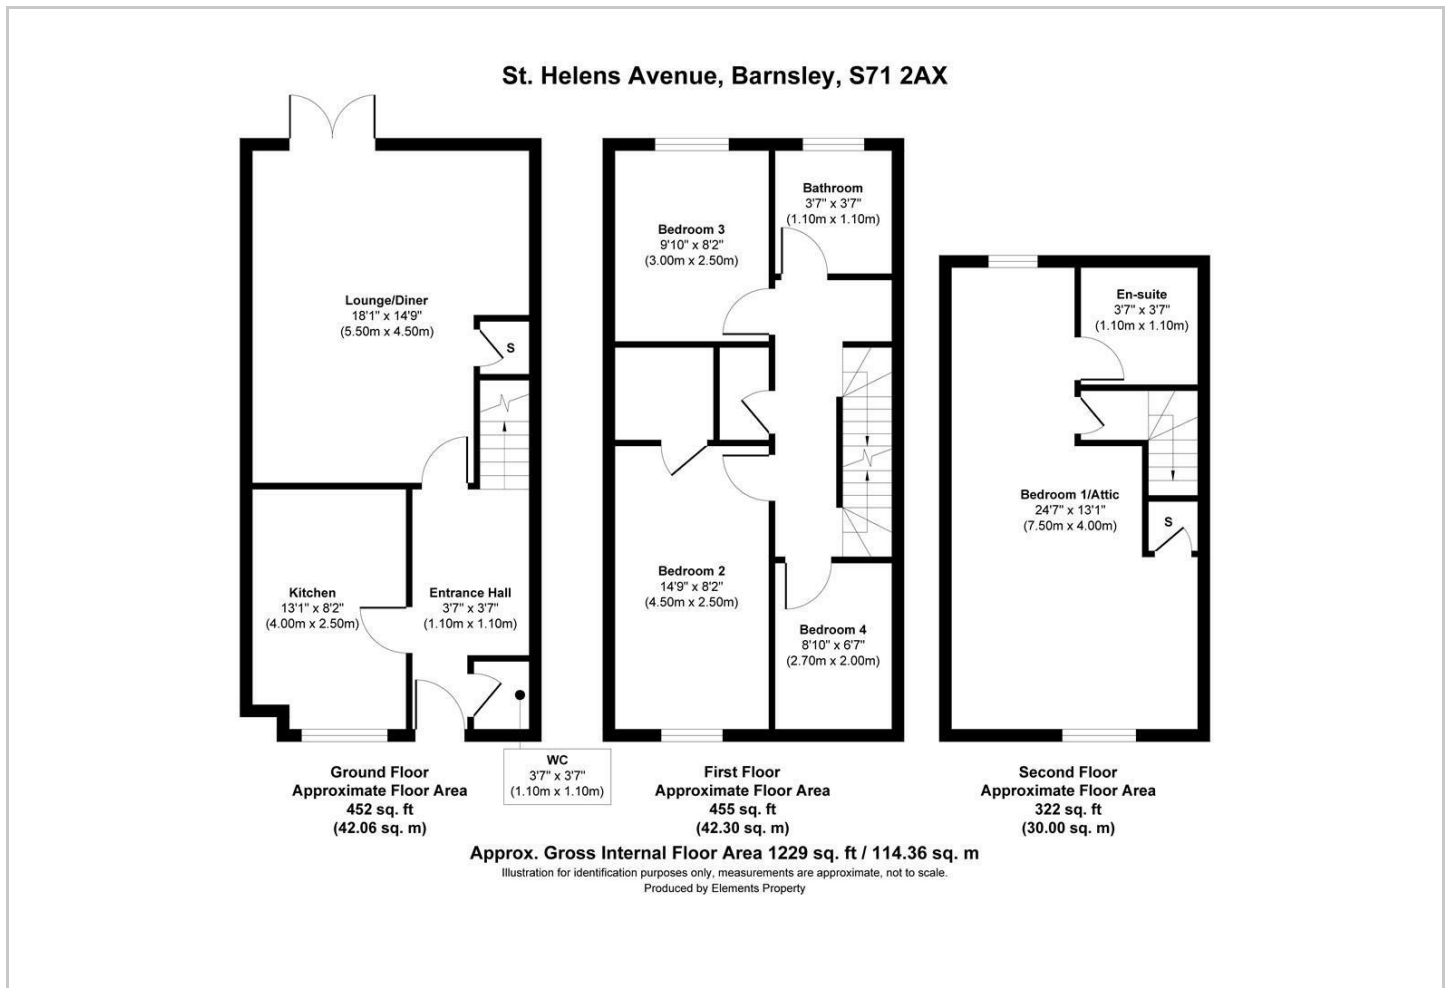 St. Helens Avenue, Barnsley, S71 2AX
Lounge/Diner
18'1" x 14'9"
(5.50m x 4.50m)
S
Kitchen
13'1" x 8'2"
(4.00m x 2.50m)
Entrance Hall
3'7" x 3'7"
(1.10m x 1.10m)
WC
3'7" x 3'7"
(1.10m x 1.10m)
Ground Floor
Approximate Floor Area
452 sq. ft
(42.06 sq. m)
Bedroom 3
9'10" x 8'2"
(3.00m x 2.50m)
Bathroom
3'7" x 3'7"
(1.10m x 1.10m)
Bedroom 2
14'9" x 8'2"
(4.50m x 2.50m)
Bedroom 4
8'10" x 6'7"
(2.70m x 2.00m)
First Floor
Approximate Floor Area
455 sq. ft
(42.30 sq. m)
En-suite
3'7" x 3'7"
(1.10m x 1.10m)
Bedroom 1/Attic
24'7" x 13'1"
(7.50m x 4.00m)
S
Second Floor
Approximate Floor Area
322 sq. ft
(30.00 sq. m)
Approx. Gross Internal Floor Area 1229 sq. ft / 114.36 sq. m
Illustration for identification purposes only, measurements are approximate, not to scale.
Produced by Elements Property